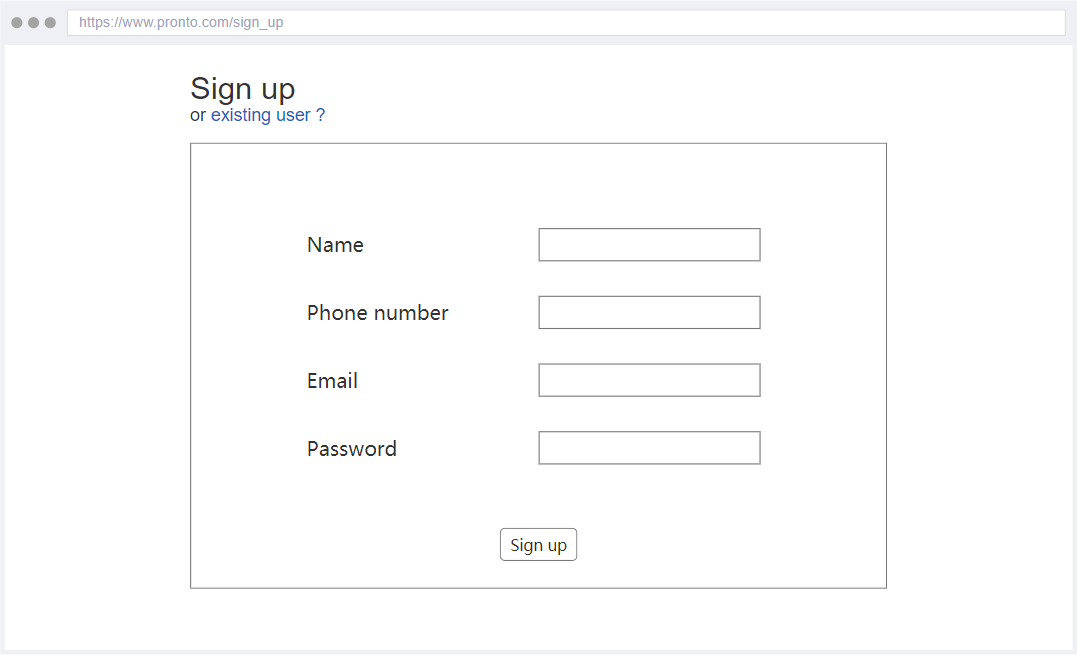 https://www.pronto.com/sign_up
Sign up
or existing user ?
Name
Phone number
Email
Password
Sign up